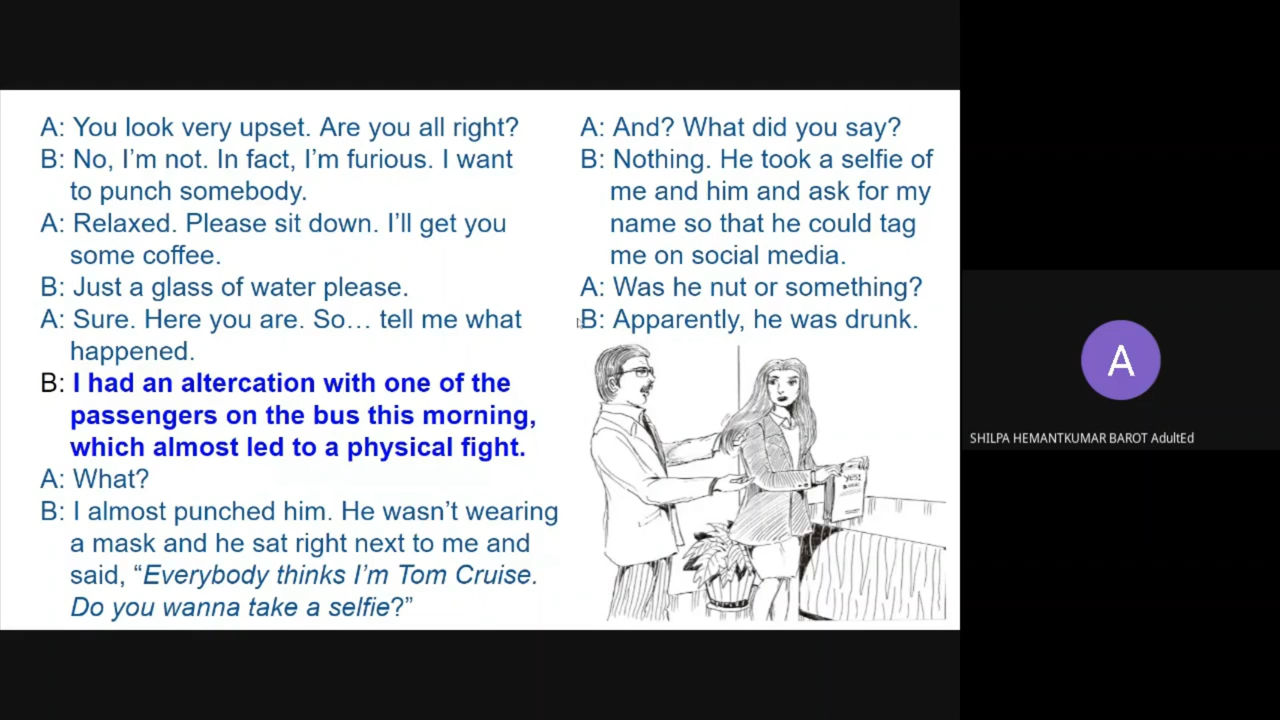 A: You look very upset. Are you all right?
B: No, I’m not. In fact, I’m furious. I want
to punch somebody.
A: Relaxed. Please sit down. I’ll get you
some coffee.
B: Just a glass of water please.
A: Sure. Here you are. So… tell me what
happened.
B: I had an altercation with one of the
passengers on the bus this morning,
which almost led to a physical fight.
A: What?
B: I almost punched him. He wasn’t wearing
a mask and he sat right next to me and
said, “Everybody thinks I’m Tom Cruise.
Do you wanna take a selfie?”
A: And? What did you say?
B: Nothing. He took a selfie of
me and him and ask for my
name so that he could tag
me on social media.
A: Was he nut or something?
B: Apparently, he was drunk.
YES!
A
SHILPA HEMANTKUMAR BAROT AdultEd